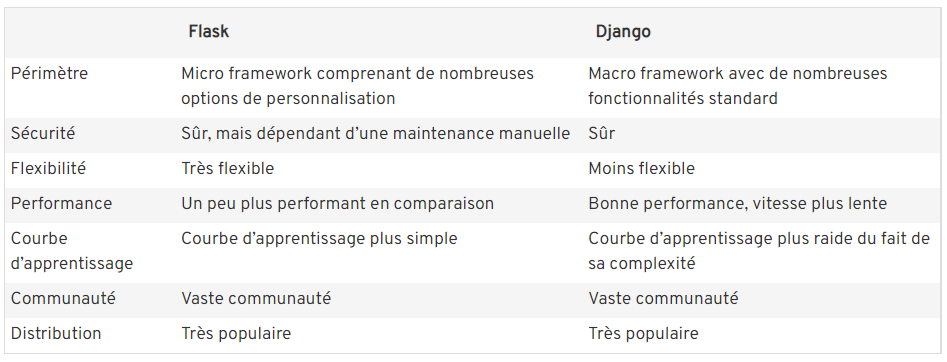 Flask Django
Périmètre Micro framework comprenant de nombreuses Macro framework avec de nombreuses
options de personnalisation fonctionnalités standard
Sécurité Sûr, mais dépendant d'une maintenance manuelle Sûr
Flexibilité Très flexible Moins flexible
Performance Un peu plus performant en comparaison Bonne performance, vitesse plus lente
Courbe Courbe d'apprentissage plus simple Courbe d'apprentissage plus raide du fait de
d'apprentissage sa complexité
Communauté Vaste communauté Vaste communauté
Distribution Très populaire Très populaire